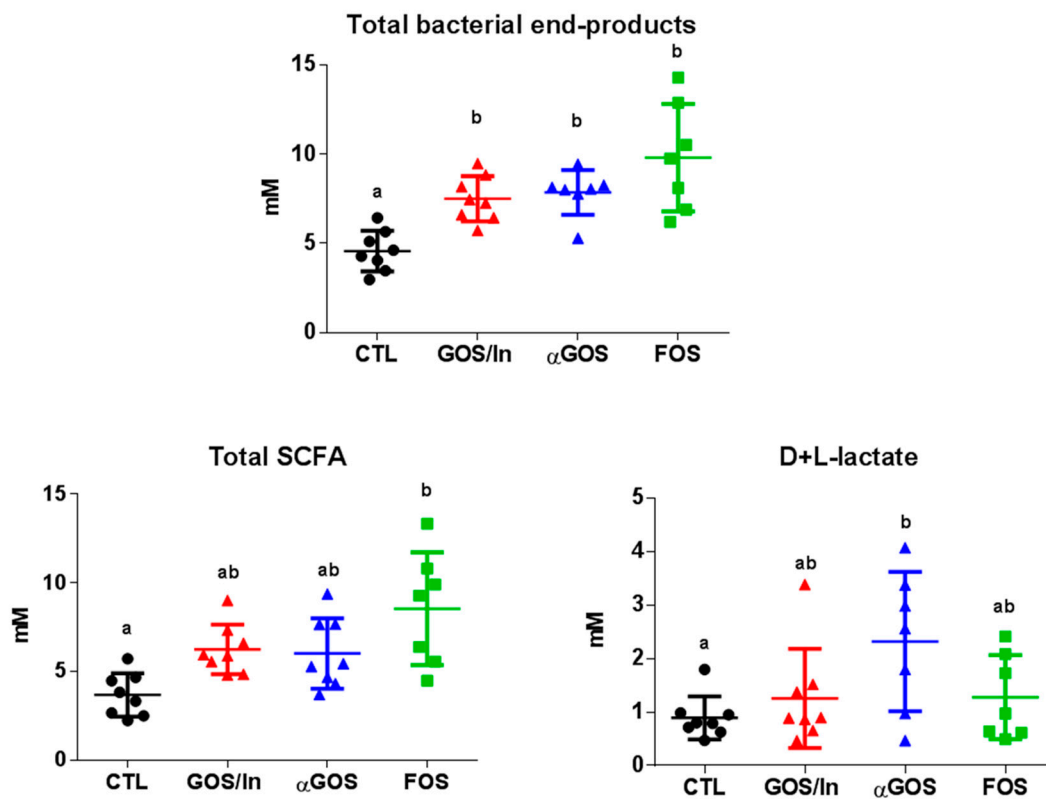 Total bacterial end-products
15
10
5
0
mM
a
b
b
b
CTL GOS/In αGOS FOS
Total SCFA
15
10
5
0
mM
a
ab
ab
b
CTL GOS/In αGOS FOS
D+L-lactate
5
4
3
2
1
0
mM
a
ab
b
ab
CTL GOS/In αGOS FOS